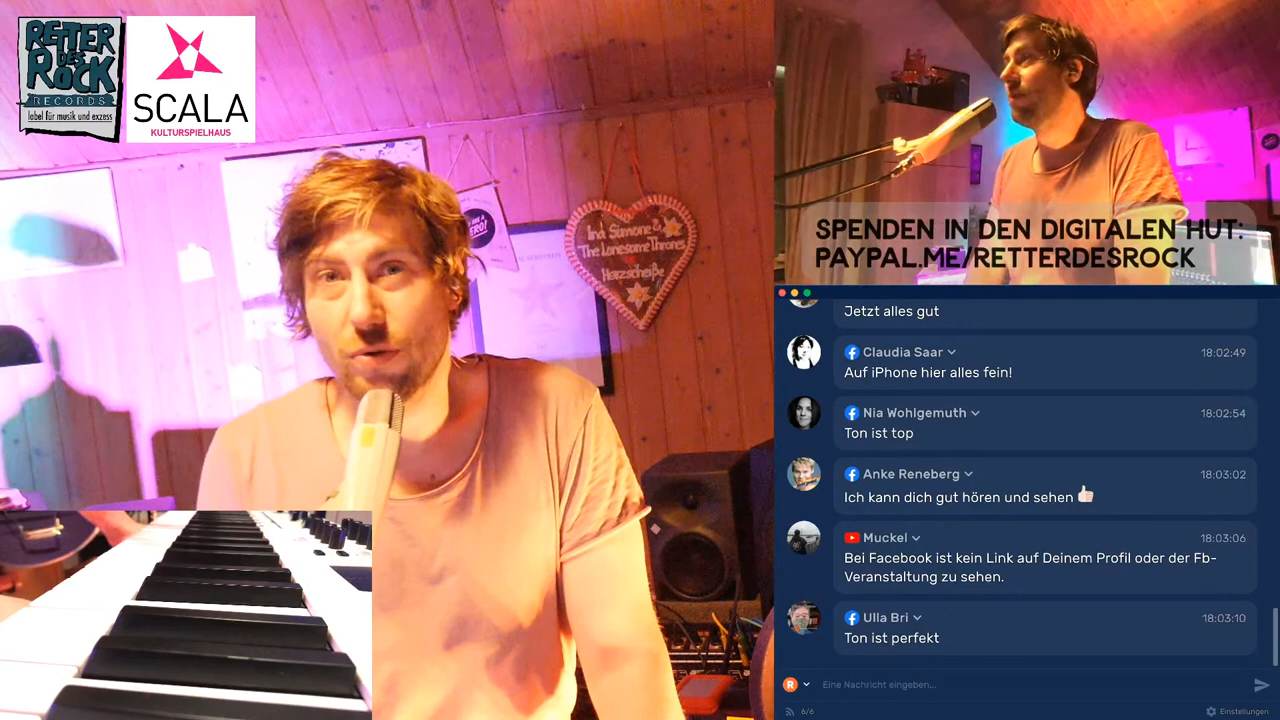 RETTER
DES
ROCK
RECORDS
label für musik und exzess
SCALA
KULTURSPIELHAUS
Ina Simone &
The Lonesome Thrones
Herzscheiße
SPENDEN IN DEN DIGITALEN HUT:
PAYPAL.ME/RETTERDESROCK
Jetzt alles gut
Claudia Saar 18:02:49
Auf iPhone hier alles fein!
Nia Wohlgemuth 18:02:54
Ton ist top
Anke Reneberg 18:03:02
Ich kann dich gut hören und sehen 👍🏻
Muckel 18:03:06
Bei Facebook ist kein Link auf Deinem Profil oder der Fb-
Veranstaltung zu sehen.
Ulla Bri 18:03:10
Ton ist perfekt
R Eine Nachricht eingeben...
6/6 Einstellungen